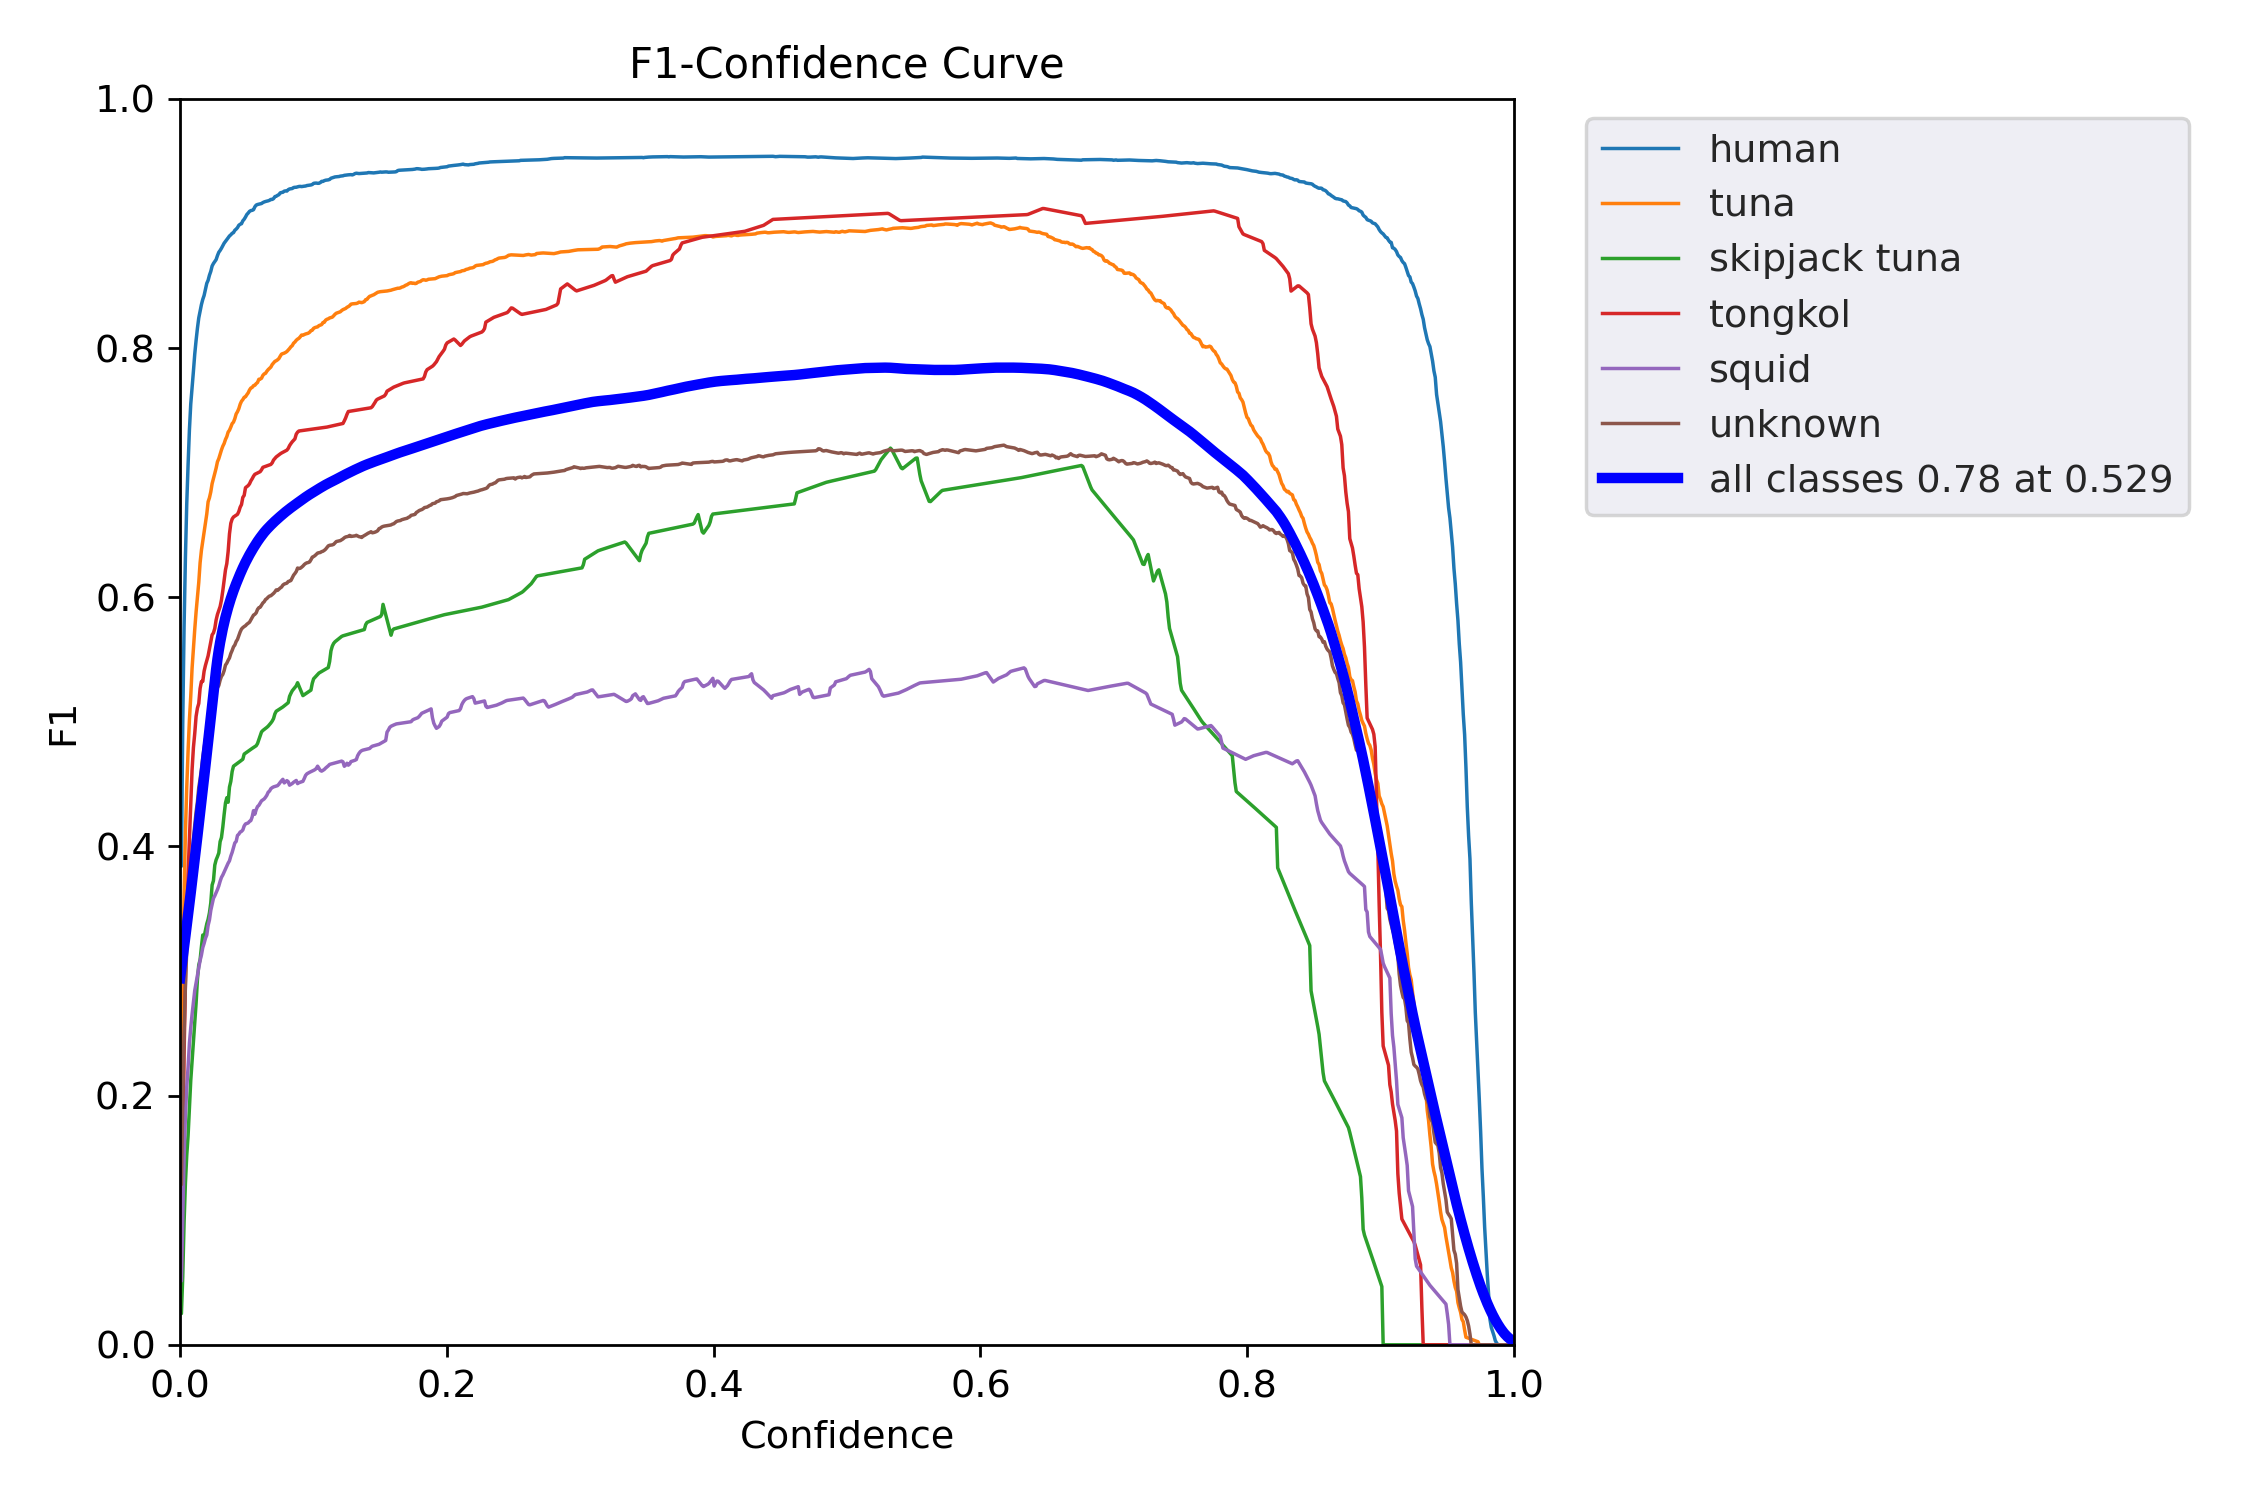 F1-Confidence Curve
1.0
0.8
0.6
0.4
0.2
0.0
F1
0.0 0.2 0.4 0.6 0.8 1.0
Confidence
human
tuna
skipjack tuna
tongkol
squid
unknown
all classes 0.78 at 0.529